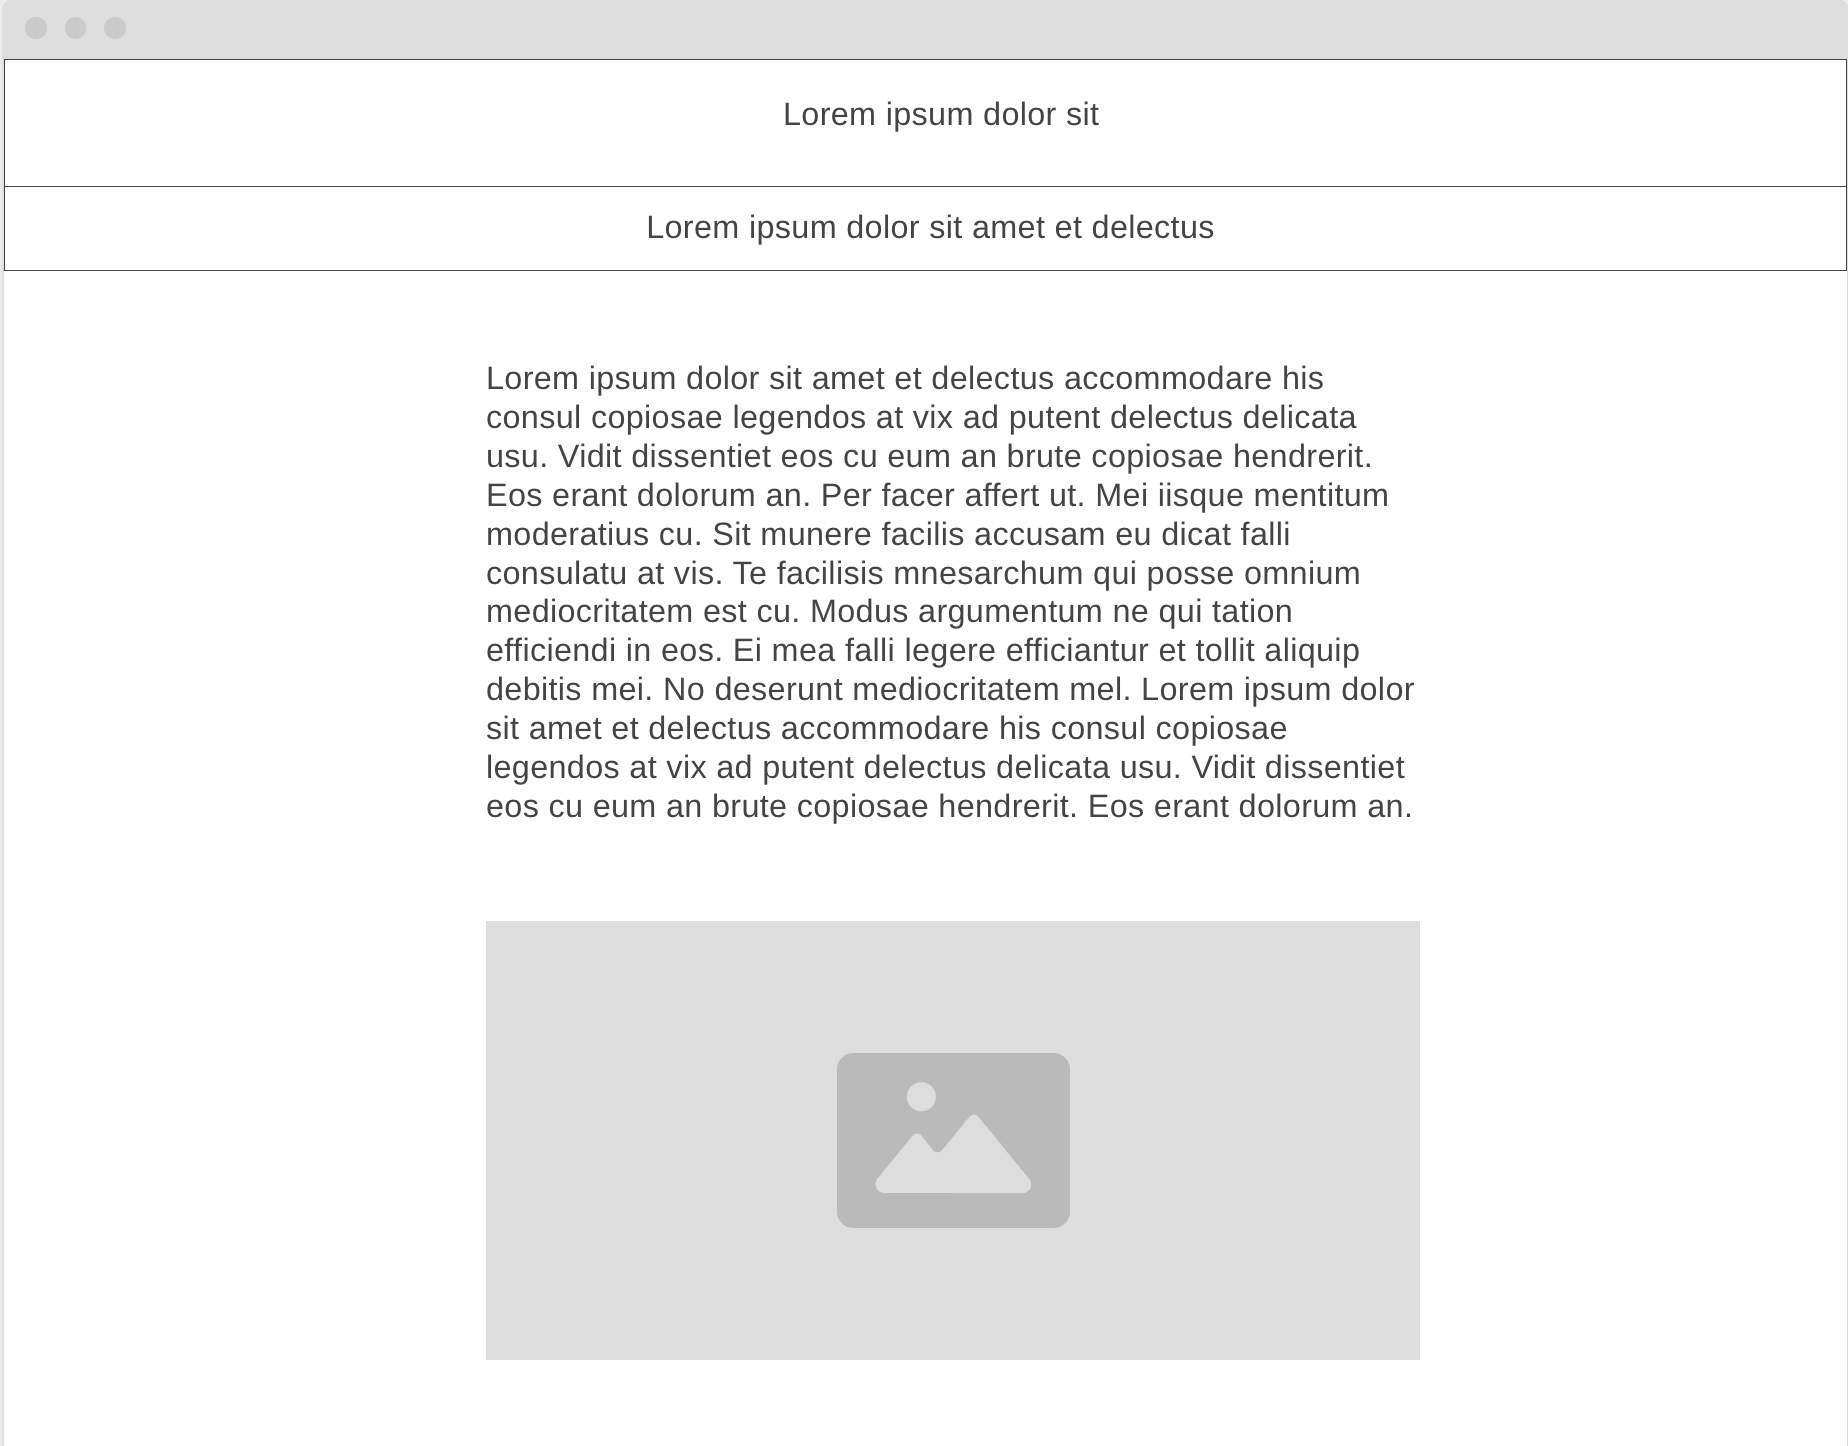 Lorem ipsum dolor sit
Lorem ipsum dolor sit amet et delectus
Lorem ipsum dolor sit amet et delectus accommodare his
consul copiosae legendos at vix ad putent delectus delicata
usu. Vidit dissentiet eos cu eum an brute copiosae hendrerit.
Eos erant dolorum an. Per facer affert ut. Mei iisque mentitum
moderatius cu. Sit munere facilis accusam eu dicat falli
consulatu at vis. Te facilisis mnesarchum qui posse omnium
mediocritatem est cu. Modus argumentum ne qui tation
efficiendi in eos. Ei mea falli legere efficiantur et tollit aliquip
debitis mei. No deserunt mediocritatem mel. Lorem ipsum dolor
sit amet et delectus accommodare his consul copiosae
legendos at vix ad putent delectus delicata usu. Vidit dissentiet
eos cu eum an brute copiosae hendrerit. Eos erant dolorum an.